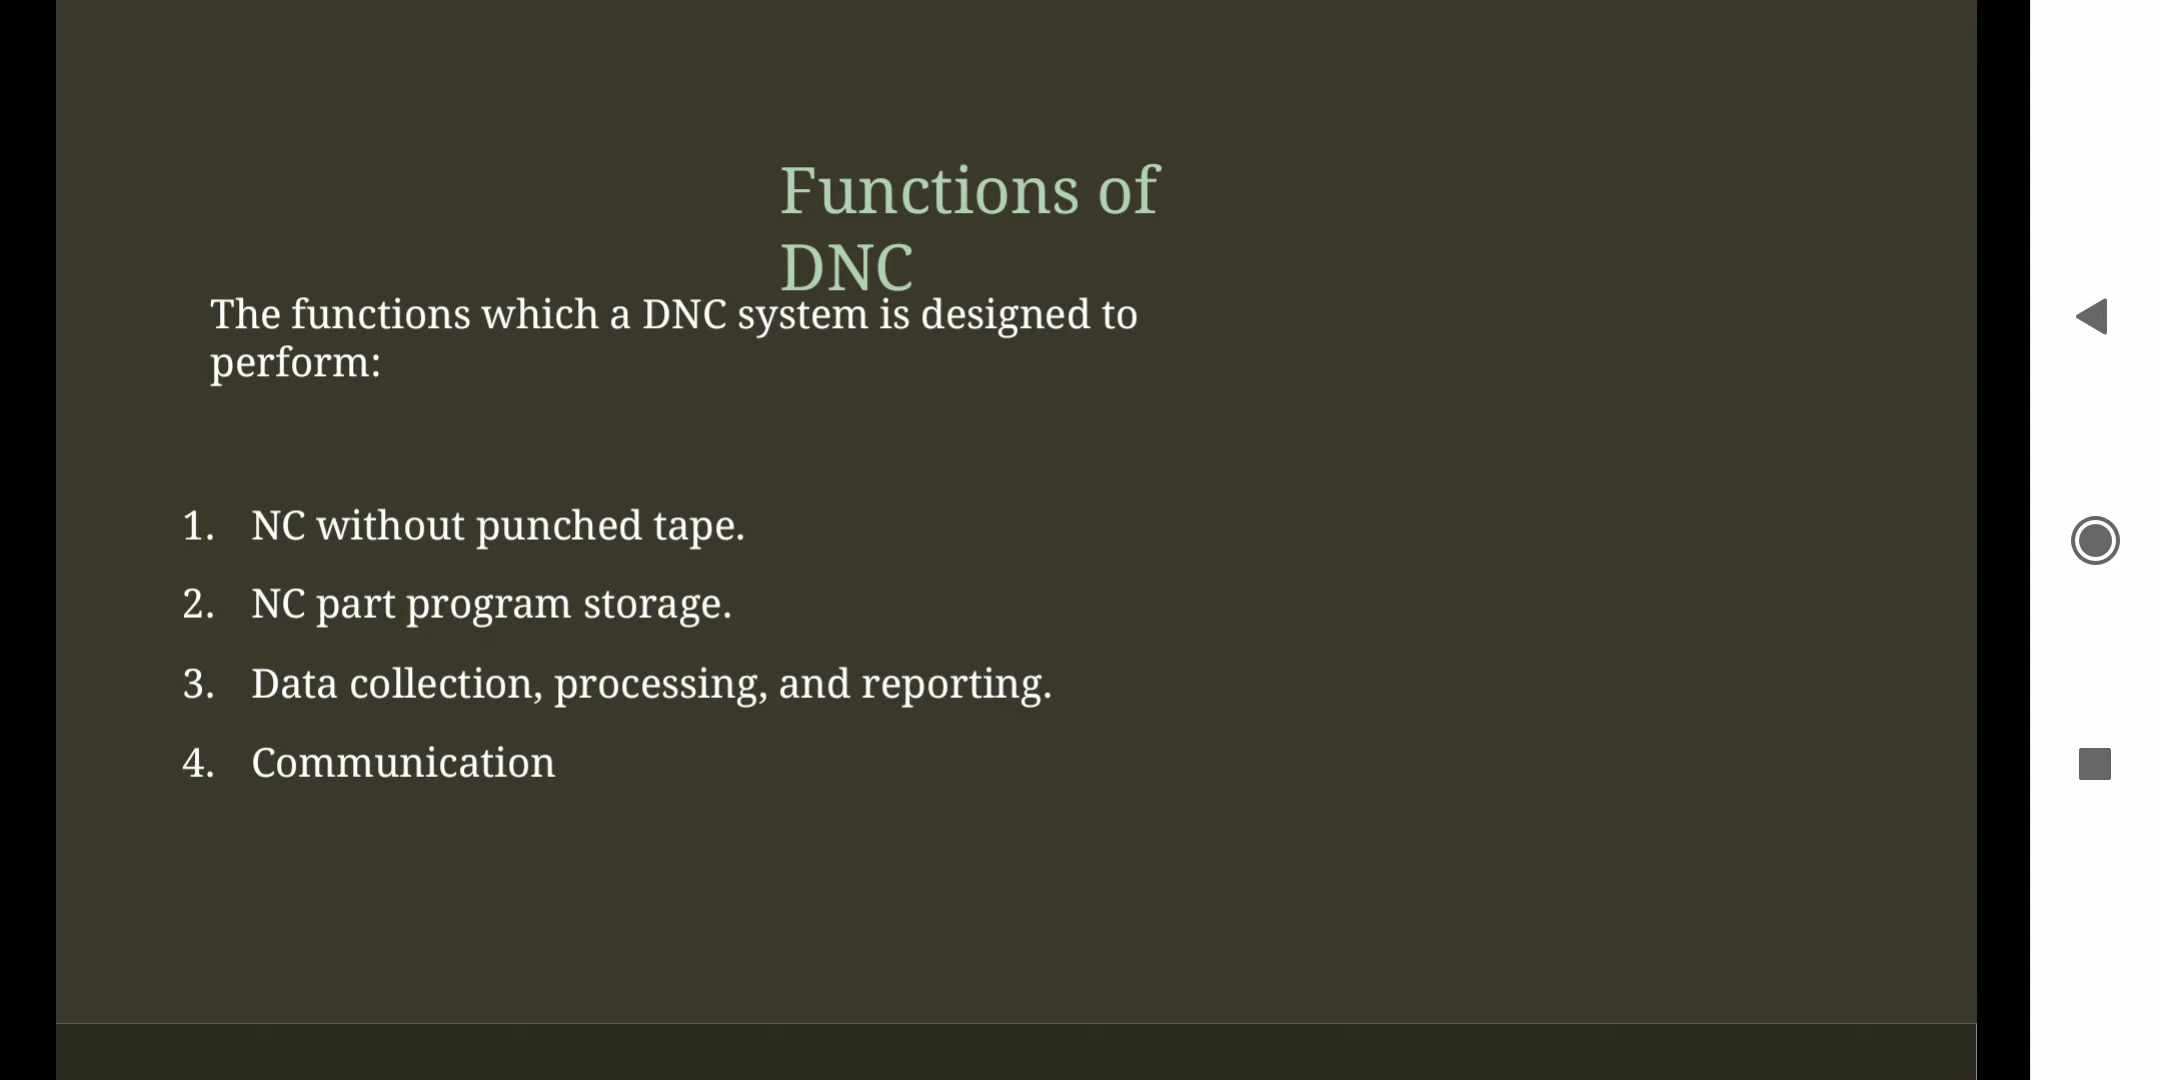 Functions of
DNC
The functions which a DNC system is designed to
perform:
1. NC without punched tape.
2. NC part program storage.
3. Data collection, processing, and reporting.
4. Communication